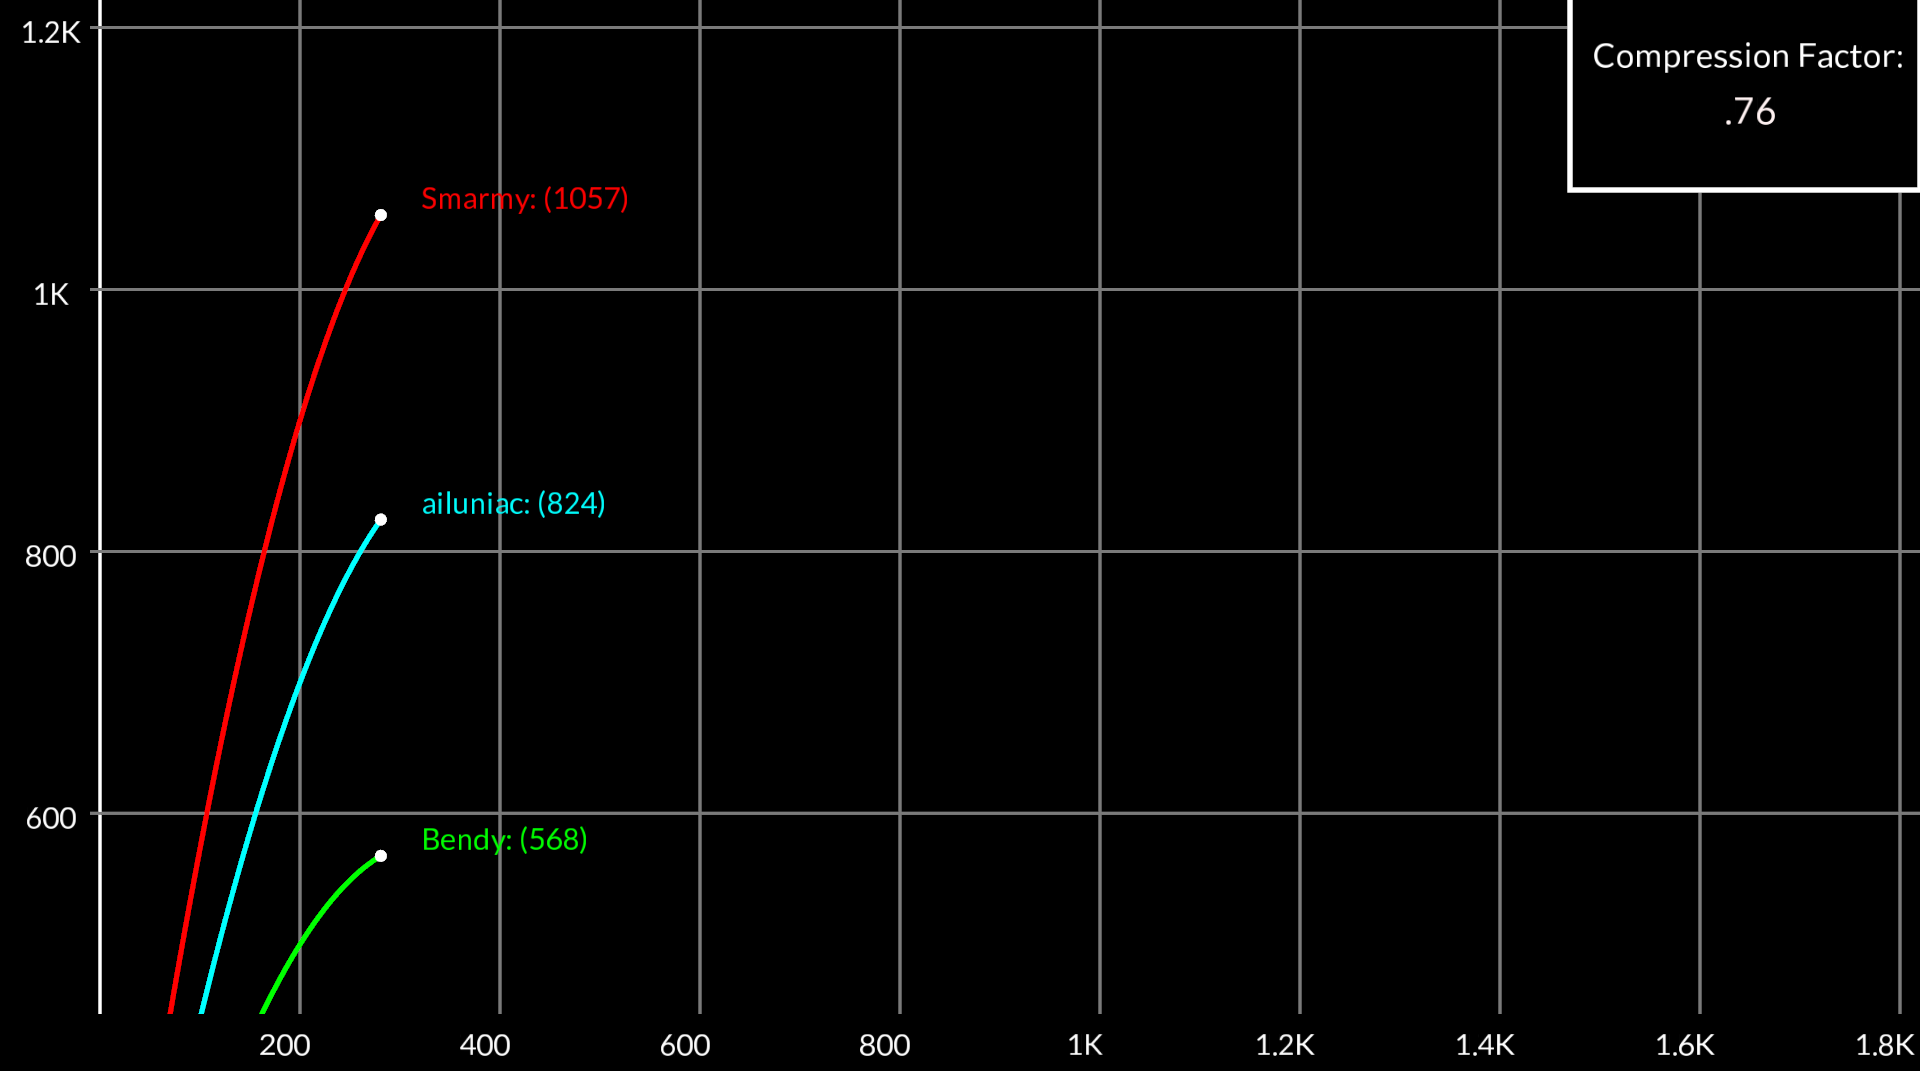 1.2K
Compression Factor:
.76
Smarmy: (1057)
1K
ailuniac: (824)
800
600
Bendy: (568)
200 400 600 800 1K 1.2K 1.4K 1.6K 1.8K